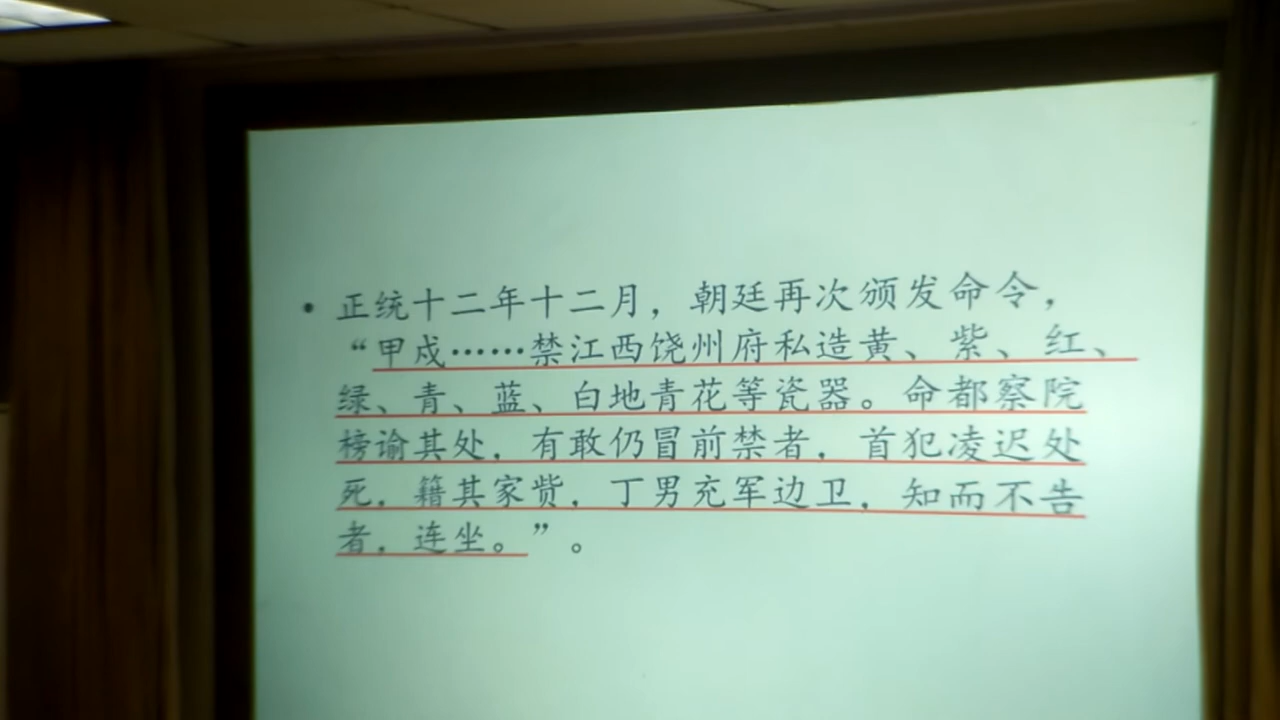 • 正统十二年十二月，朝廷再次颁发命令，
“甲戍……禁江西饶州府私造黄、紫、红、
绿、青、蓝、白地青花等瓷器。命都察院
榜谕其处，有敢仍冒前禁者，首犯凌迟处
死，籍其家赀，丁男充军边卫，知而不告
者，连坐。”。